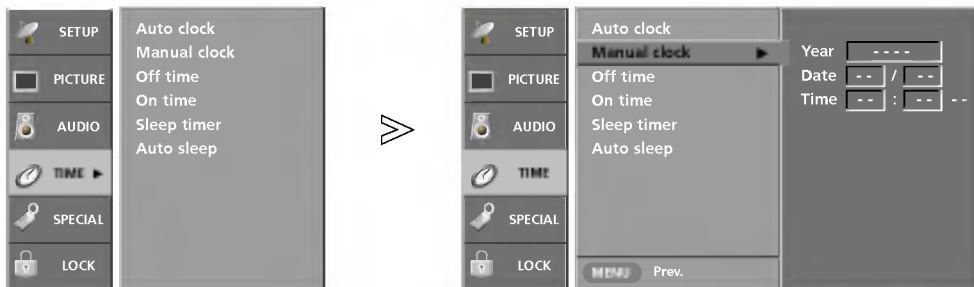 SETUP
PICTURE
AUDIO
TIME
SPECIAL
LOCK
Auto clock
Manual clock
Off time
On time
Sleep timer
Auto sleep
SETUP
PICTURE
AUDIO
TIME
SPECIAL
LOCK
Auto clock
Manual clock
Off time
On time
Sleep timer
Auto sleep
MENU Prev.
Year - - - -
Date - - / - -
Time - - : - - - -